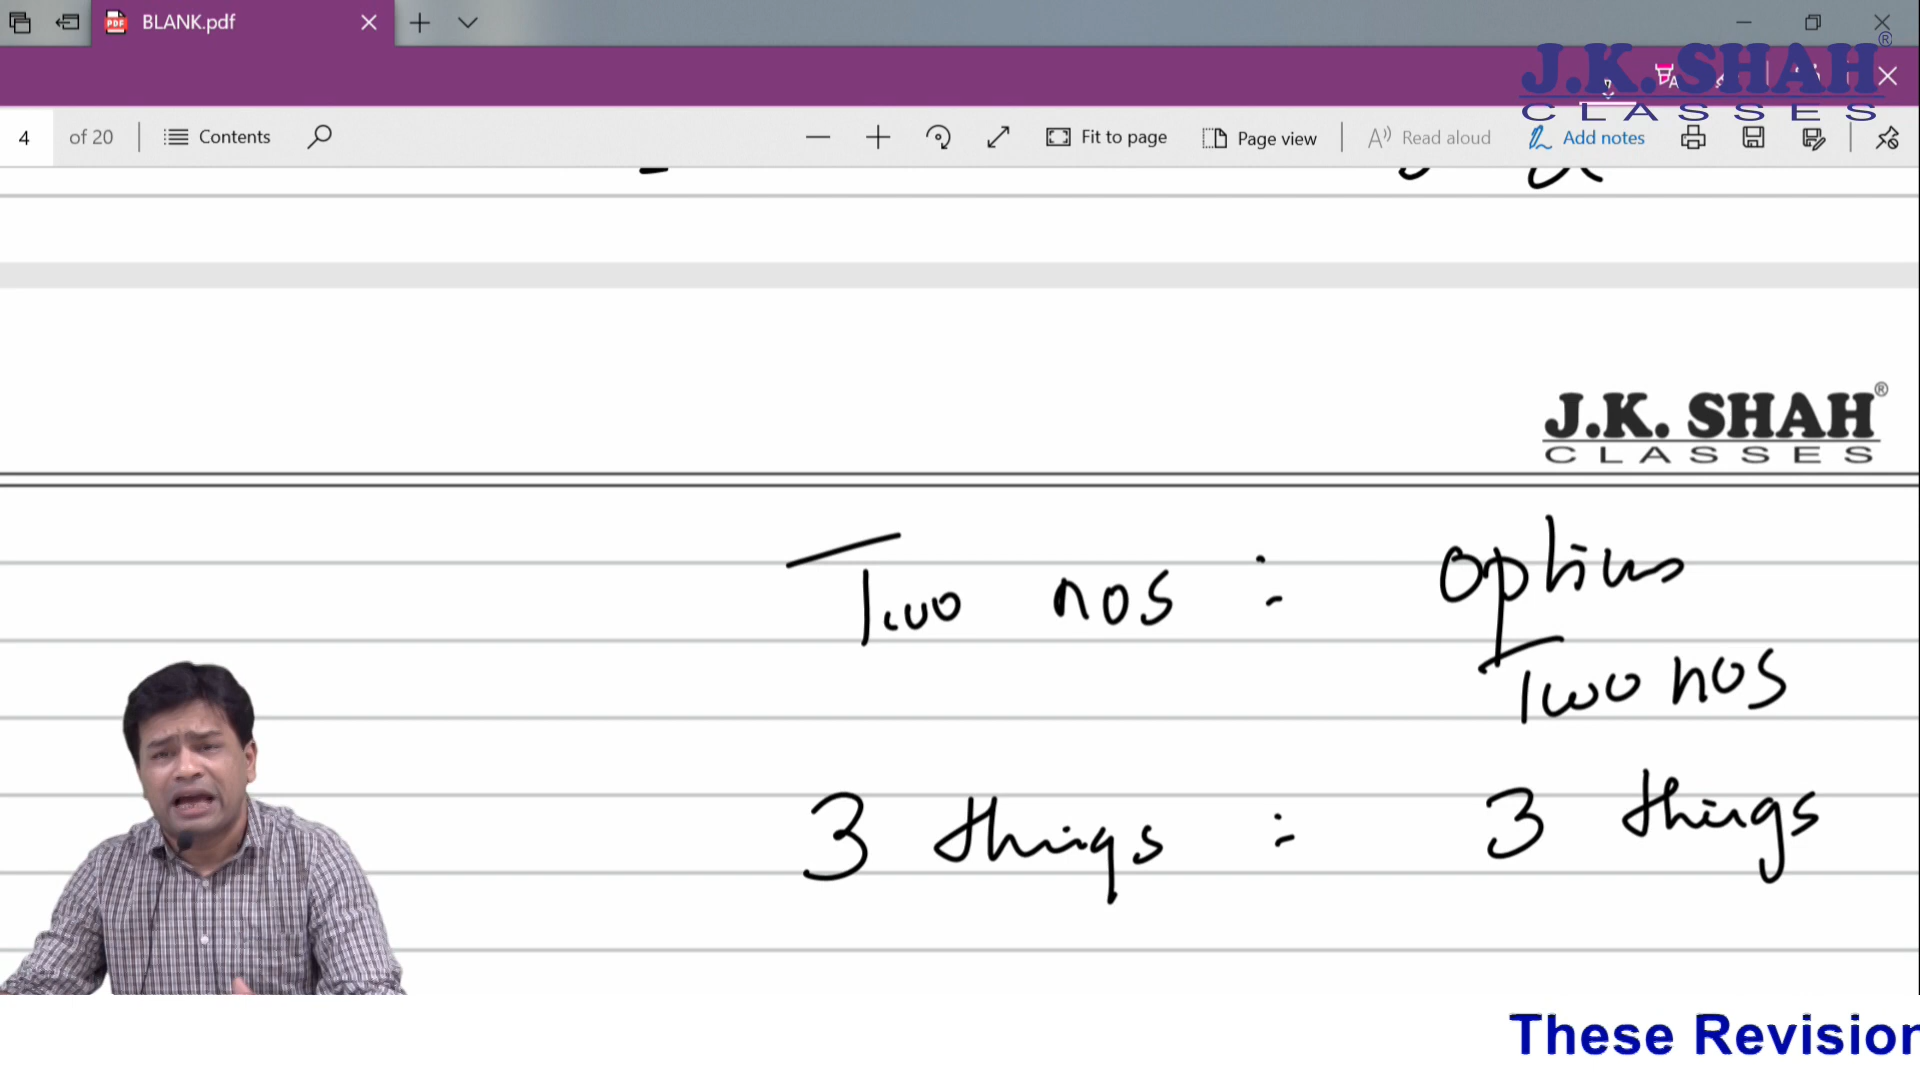 BLANK.pdf
J.K. SHAH®
CLASSES
4 of 20 Contents Fit to page Page view Read aloud Add notes
J.K. SHAH®
CLASSES
Two nos : options
Two nos
3 things : 3 things
These Revision